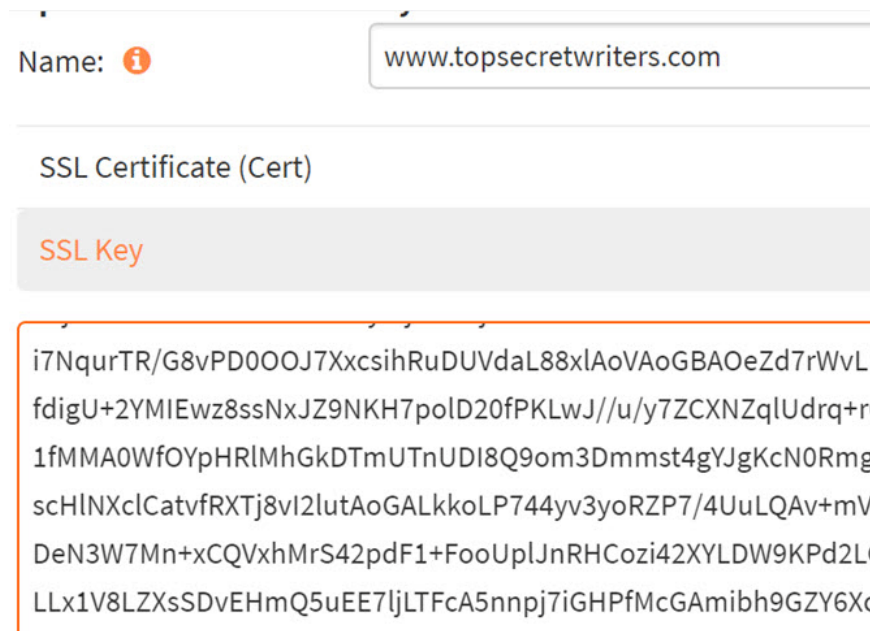 Name:
www.topsecretwriters.com
SSL Certificate (Cert)
SSL Key
i7NqurTR/G8vPD0OOJ7XxcsihRuDUVdaL88xlAoVAoGBAOeZd7rWvL
fdigU+2YMIEwz8ssNxJZ9NKH7polD20fPKLwJ//u/y7ZCXNZqlUdrq+r
1fMMA0WfOYpHRlMhGkDTmUTnUDI8Q9om3Dmmst4gYJgKcN0Rmg
scHlNXclCatvfRXTj8vI2lutAoGALkkoLP744yv3yoRZP7/4UuLQAv+mV
DeN3W7Mn+xCQVxhMrS42pdF1+FooUplJnRHCozi42XYLDW9KPd2L
LLx1V8LZXsSDvEHmQ5uEE7ljLTFcA5nnpj7iGHPfMcGAmibh9GZY6X